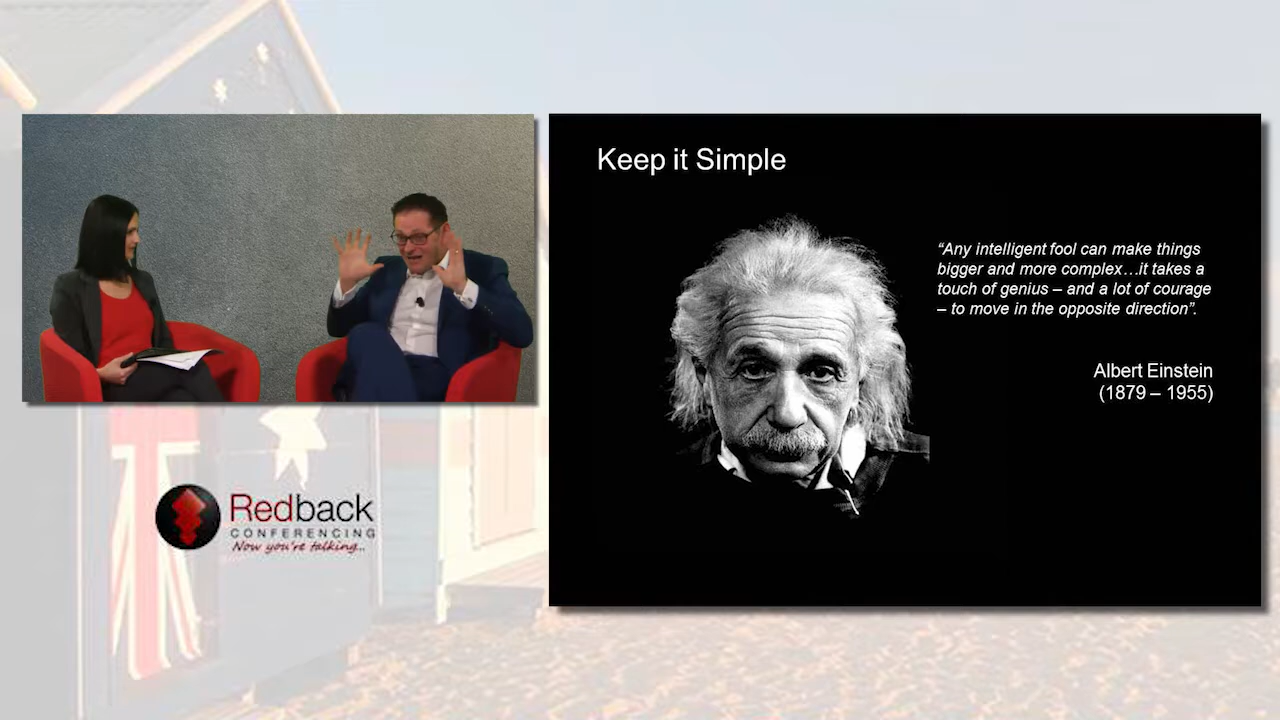 Keep it Simple
“Any intelligent fool can make things
bigger and more complex…it takes a
touch of genius – and a lot of courage
– to move in the opposite direction”.
Albert Einstein
(1879 – 1955)
Redback
CONFERENCING
Now you're talking...